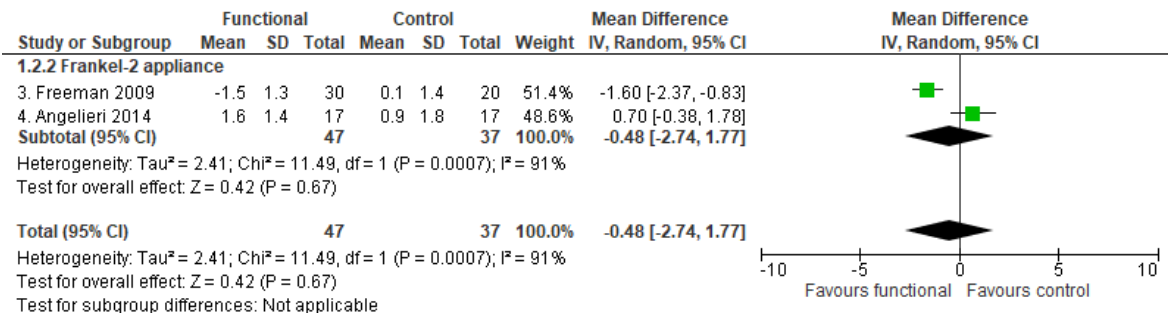 Functional Control Mean Difference Mean Difference
Study or Subgroup Mean SD Total Mean SD Total Weight IV, Random, 95% CI IV, Random, 95% CI
1.2.2 Frankel-2 appliance
3. Freeman 2009 -1.5 1.3 30 0.1 1.4 20 51.4% -1.60 [-2.37, -0.83]
4. Angelieri 2014 1.6 1.4 17 0.9 1.8 17 48.6% 0.70 [-0.38, 1.78]
Subtotal (95% CI) 47 37 100.0% -0.48 [-2.74, 1.77]
Heterogeneity: Tau² = 2.41; Chi² = 11.49, df = 1 (P = 0.0007); I² = 91%
Test for overall effect: Z = 0.42 (P = 0.67)
Total (95% CI) 47 37 100.0% -0.48 [-2.74, 1.77]
Heterogeneity: Tau² = 2.41; Chi² = 11.49, df = 1 (P = 0.0007); I² = 91%
Test for overall effect: Z = 0.42 (P = 0.67)
Test for subgroup differences: Not applicable
-10 -5 0 5 10
Favours functional Favours control